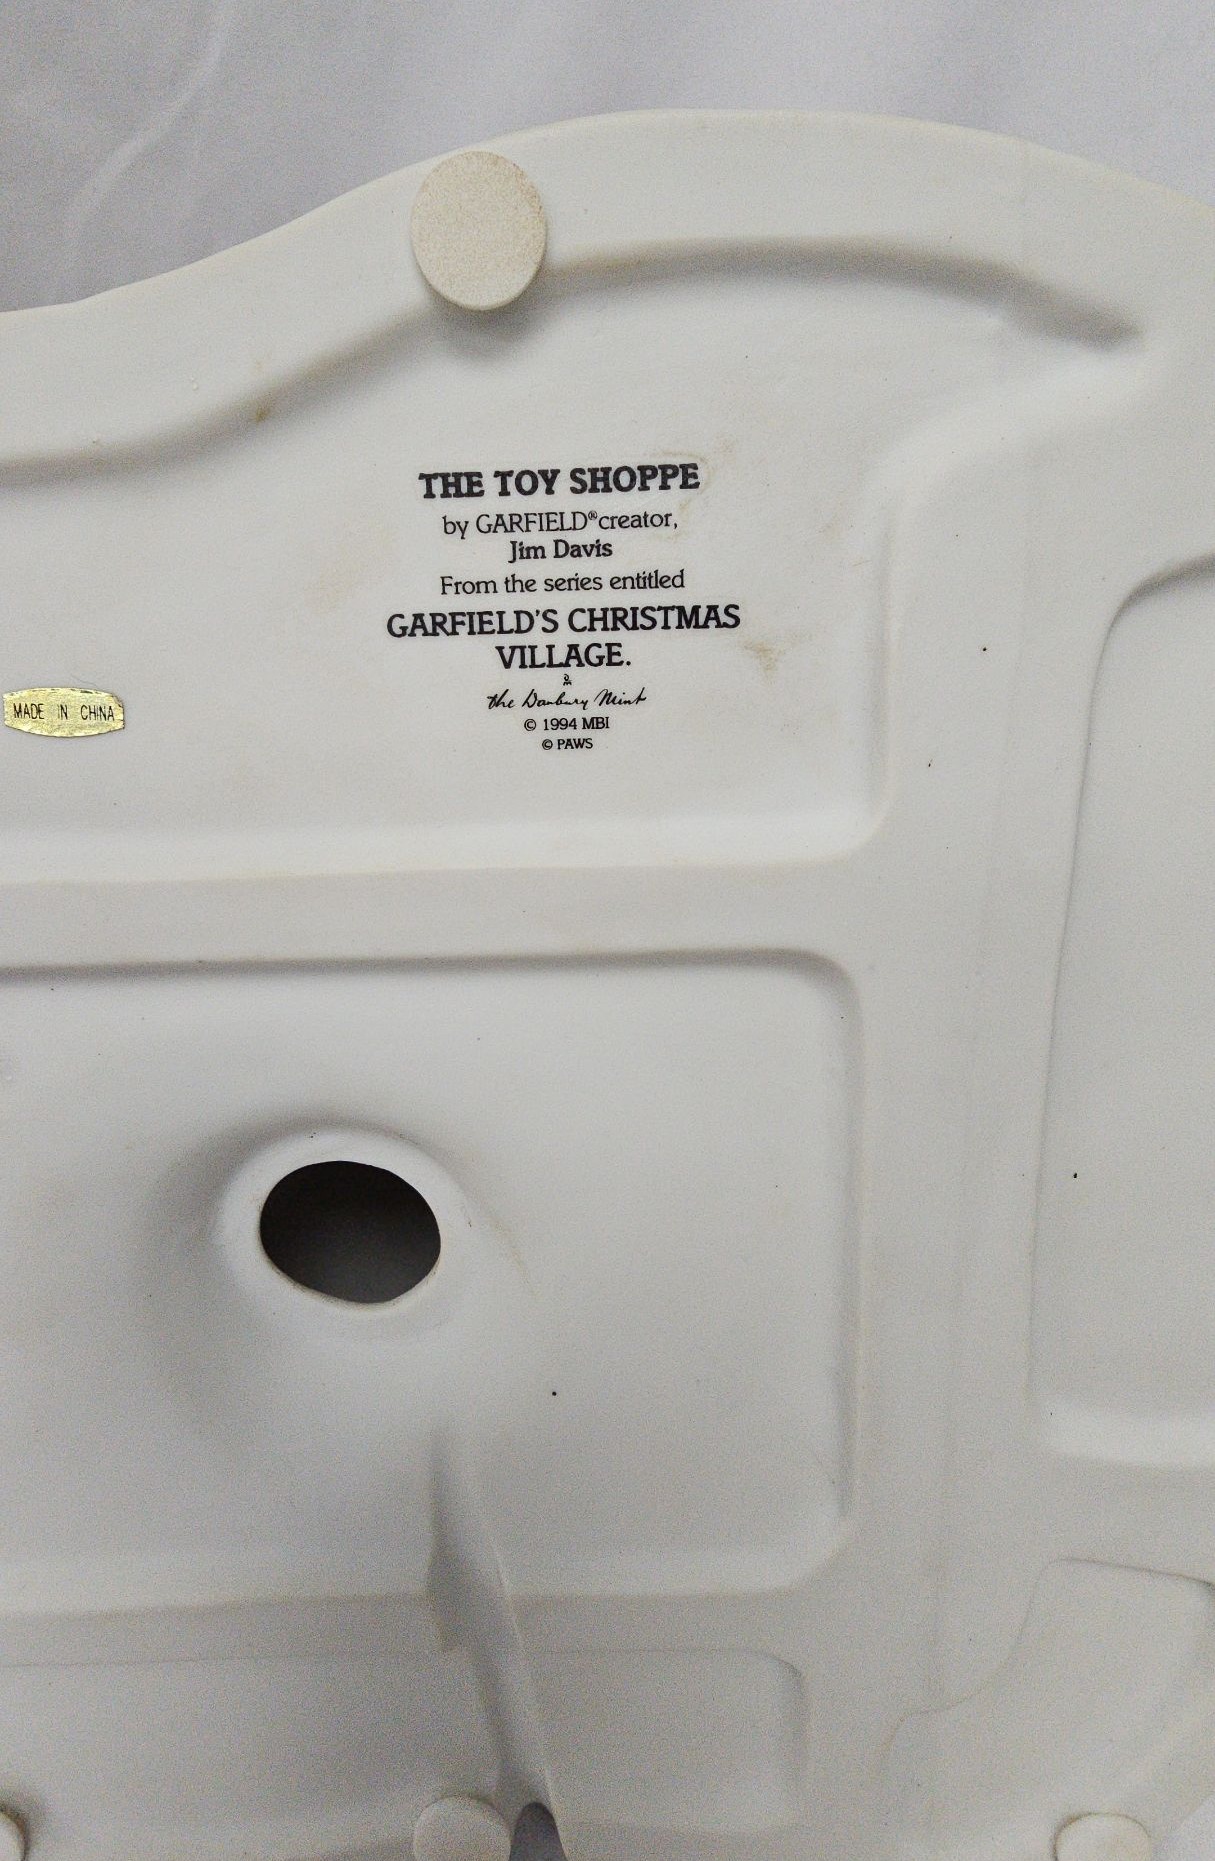 THE TOY SHOPPE
by GARFIELD® creator,
Jim Davis
From the series entitled
GARFIELD'S CHRISTMAS
VILLAGE.
the Danbury Mint
© 1994 MBI
© PAWS
MADE IN CHINA